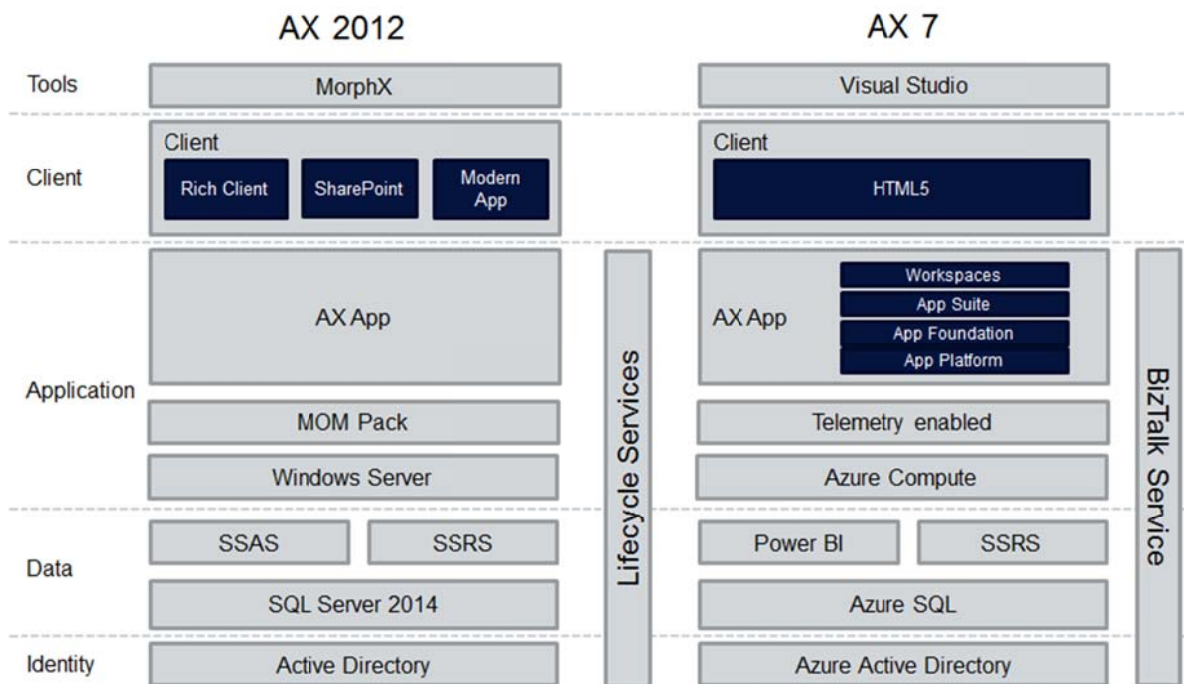 AX 2012
AX 7
Tools
MorphX
Visual Studio
Client
Client
Rich Client
SharePoint
Modern
App
Client
HTML5
Application
AX App
AX App
Workspaces
App Suite
App Foundation
App Platform
MOM Pack
Telemetry enabled
Windows Server
Azure Compute
Lifecycle Services
BizTalk Service
Data
SSAS
SSRS
Power BI
SSRS
SQL Server 2014
Azure SQL
Identity
Active Directory
Azure Active Directory